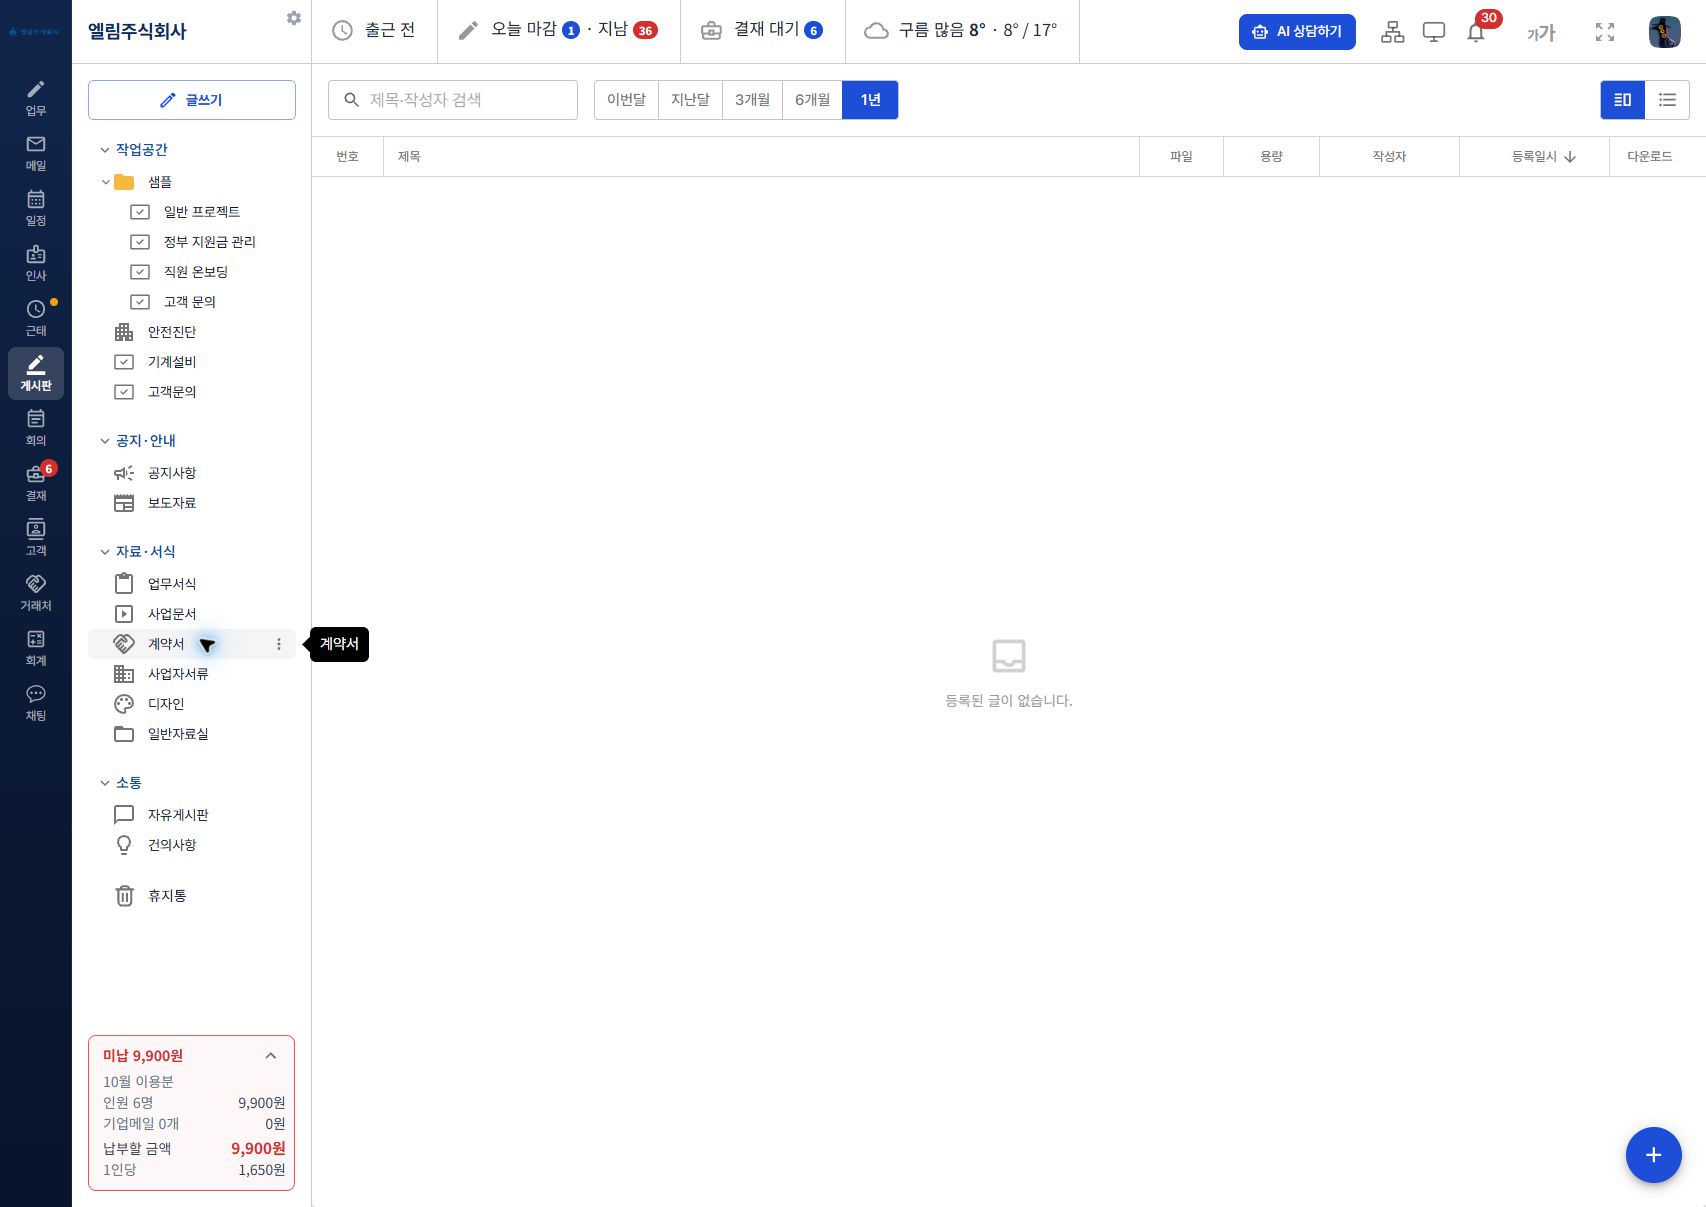 엘림주식회사
엘림주식회사
출근 전
오늘 마감 1 · 지남 36
결재 대기 6
구름 많음 8° · 8° / 17°
AI 상담하기
30
가가
업무
메일
일정
인사
근태
게시판
회의
6
결재
고객
거래처
회계
채팅
글쓰기
작업공간
샘플
일반 프로젝트
정부 지원금 관리
직원 온보딩
고객 문의
안전진단
기계설비
고객문의
공지·안내
공지사항
보도자료
자료·서식
업무서식
사업문서
계약서
계약서
사업자서류
디자인
일반자료실
소통
자유게시판
건의사항
휴지통
미납 9,900원
10월 이용분
인원 6명 9,900원
기업메일 0개 0원
납부할 금액 9,900원
1인당 1,650원
제목·작성자 검색
이번달
지난달
3개월
6개월
1년
번호
제목
파일
용량
작성자
등록일시
다운로드
등록된 글이 없습니다.